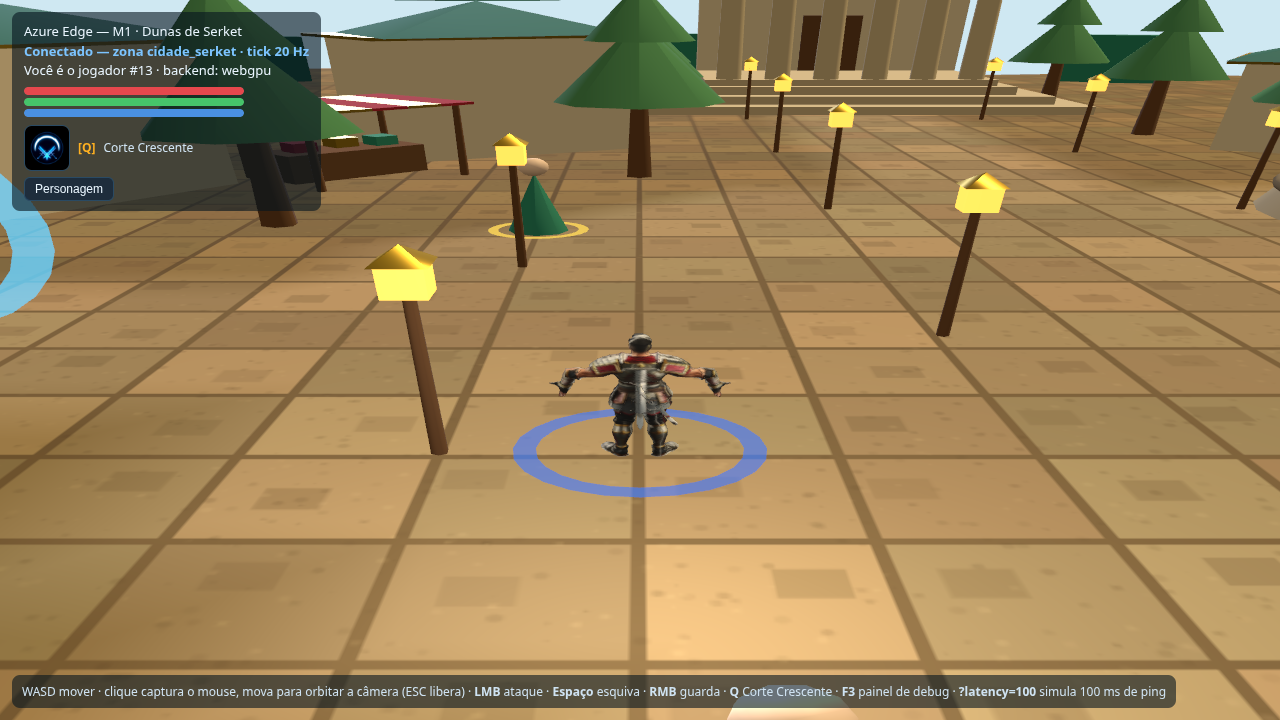 Azure Edge — M1 · Dunas de Serket
Conectado — zona cidade_serket · tick 20 Hz
Você é o jogador #13 · backend: webgpu
[Q] Corte Crescente
Personagem
WASD mover · clique captura o mouse, mova para orbitar a câmera (ESC libera) · LMB ataque · Espaço esquiva · RMB guarda · Q Corte Crescente · F3 painel de debug · ?latency=100 simula 100 ms de ping